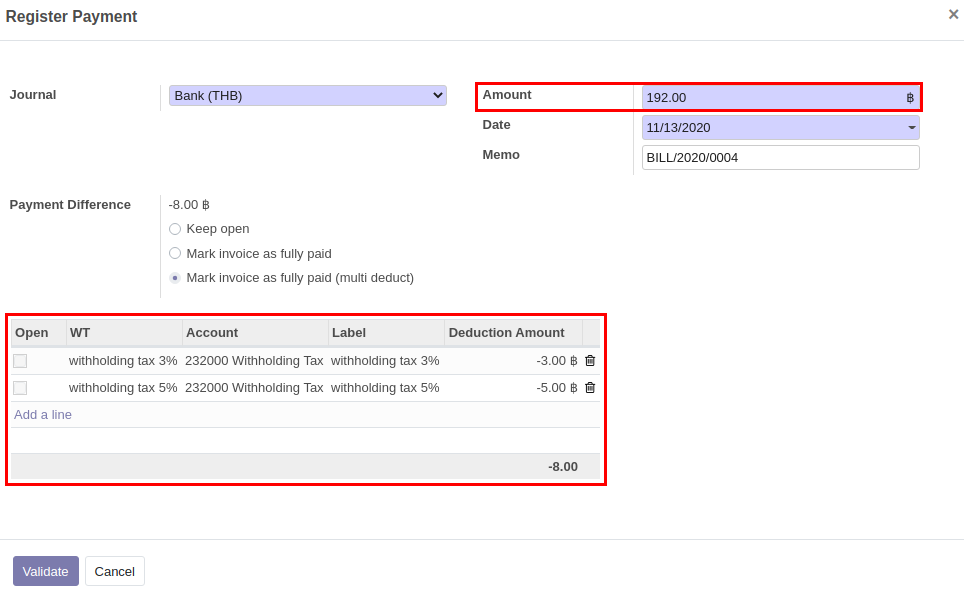 Register Payment ×
Journal Bank (THB) Amount 192.00 ฿
Date 11/13/2020
Memo BILL/2020/0004
Payment Difference -8.00 ฿
Keep open
Mark invoice as fully paid
Mark invoice as fully paid (multi deduct)
Open WT Account Label Deduction Amount
withholding tax 3% 232000 Withholding Tax withholding tax 3% -3.00 ฿
withholding tax 5% 232000 Withholding Tax withholding tax 5% -5.00 ฿
Add a line
-8.00
Validate Cancel